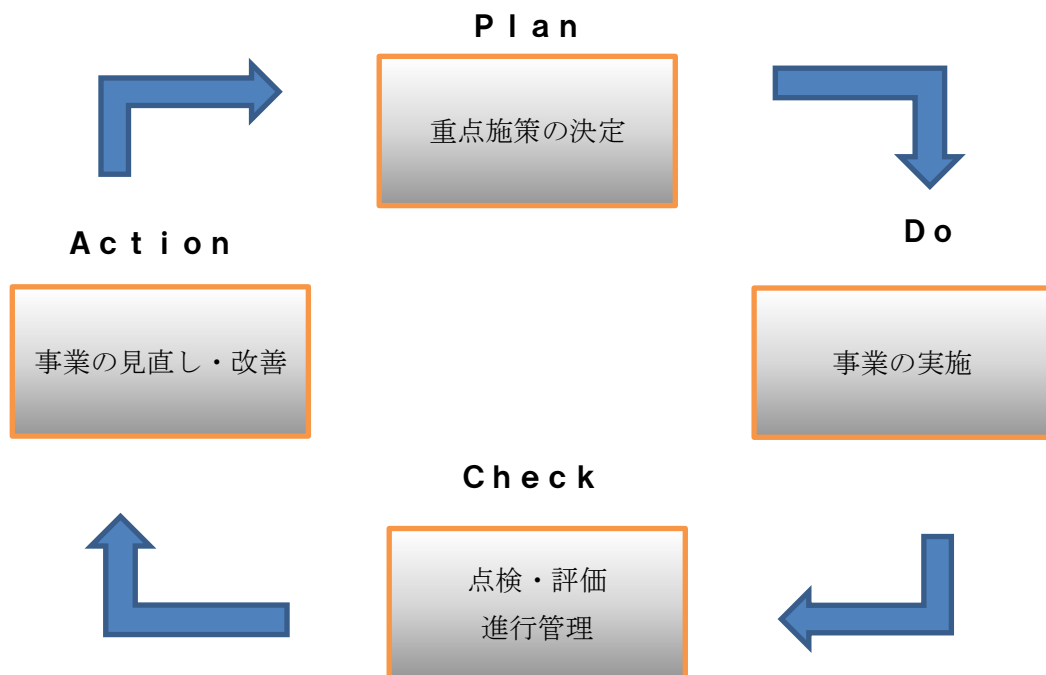 Ｐｌａｎ
重点施策の決定
Ｄｏ
事業の実施
Ｃｈｅｃｋ
点検・評価
進行管理
Ａｃｔｉｏｎ
事業の見直し・改善